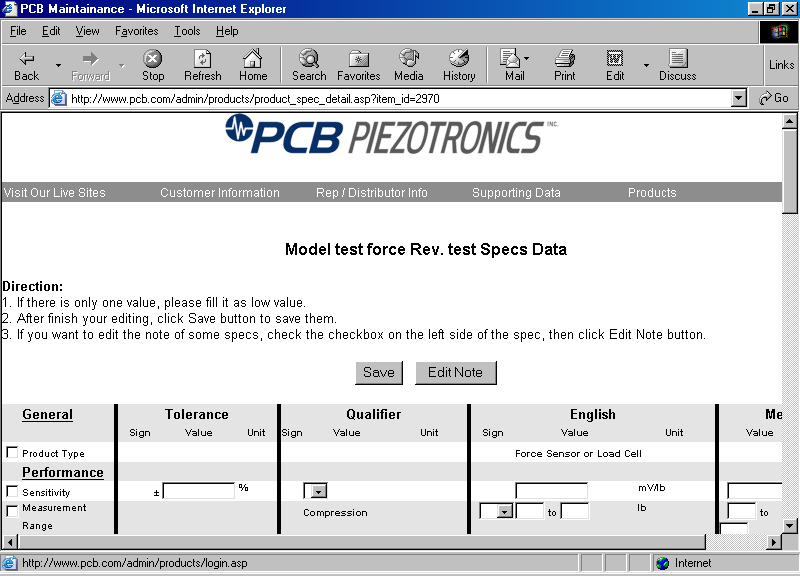 PCB Maintainance - Microsoft Internet Explorer
File Edit View Favorites Tools Help
Back Forward Stop Refresh Home Search Favorites Media History Mail Print Edit Discuss Links
Address http://www.pcb.com/admin/products/product_spec_detail.asp?item_id=2970 Go
PCB PIEZOTRONICS INC.
Visit Our Live Sites Customer Information Rep / Distributor Info Supporting Data Products
Model test force Rev. test Specs Data
Direction:
1. If there is only one value, please fill it as low value.
2. After finish your editing, click Save button to save them.
3. If you want to edit the note of some specs, check the checkbox on the left side of the spec, then click Edit Note button.
Save Edit Note
General Tolerance Qualifier English Me
Sign Value Unit Sign Value Unit Sign Value Unit Value
Product Type Force Sensor or Load Cell
Performance
Sensitivity ± % mV/lb
Measurement Range Compression to lb to
http://www.pcb.com/admin/products/login.asp Internet